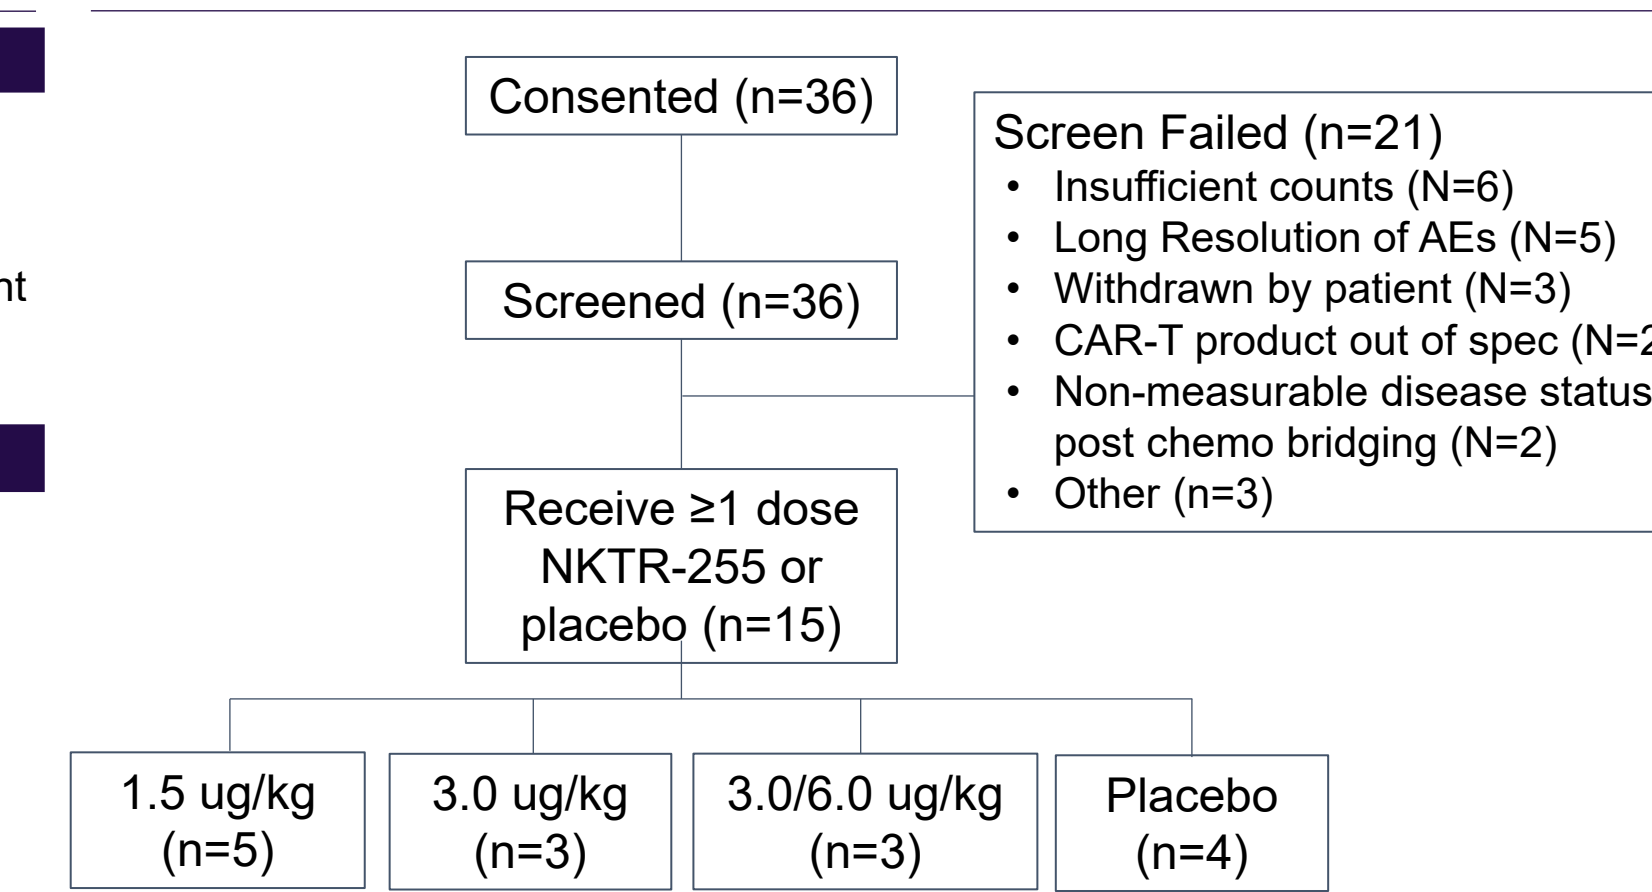 nt
Consented (n=36)
Screened (n=36)
Screen Failed (n=21)
• Insufficient counts (N=6)
• Long Resolution of AEs (N=5)
• Withdrawn by patient (N=3)
• CAR-T product out of spec (N=2
• Non-measurable disease status
post chemo bridging (N=2)
• Other (n=3)
Receive ≥1 dose
NKTR-255 or
placebo (n=15)
1.5 ug/kg
(n=5)
3.0 ug/kg
(n=3)
3.0/6.0 ug/kg
(n=3)
Placebo
(n=4)